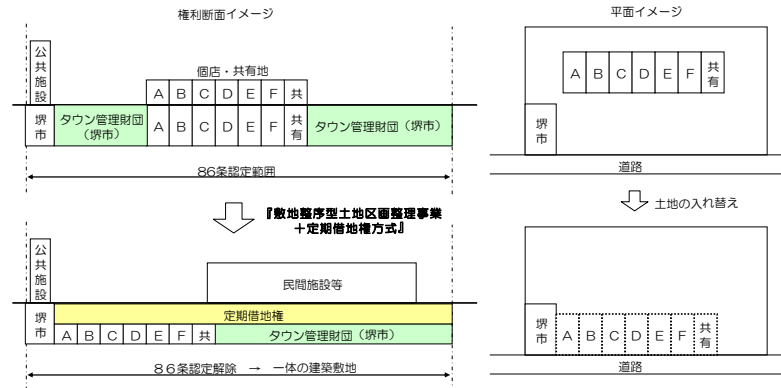 権利断面イメージ
公共施設
個店・共有地
A B C D E F 共
堺市
タウン管理財団
(堺市)
A B C D E F 共有
タウン管理財団(堺市)
86条認定範囲
『敷地整序型土地区画整理事業
+定期借地権方式』
公共施設
民間施設等
定期借地権
堺市
A B C D E F 共
タウン管理財団(堺市)
86条認定解除 → 一体の建築敷地
平面イメージ
A B C D E F 共有
堺市
道路
土地の入れ替え
堺市
A B C D E F 共有
道路